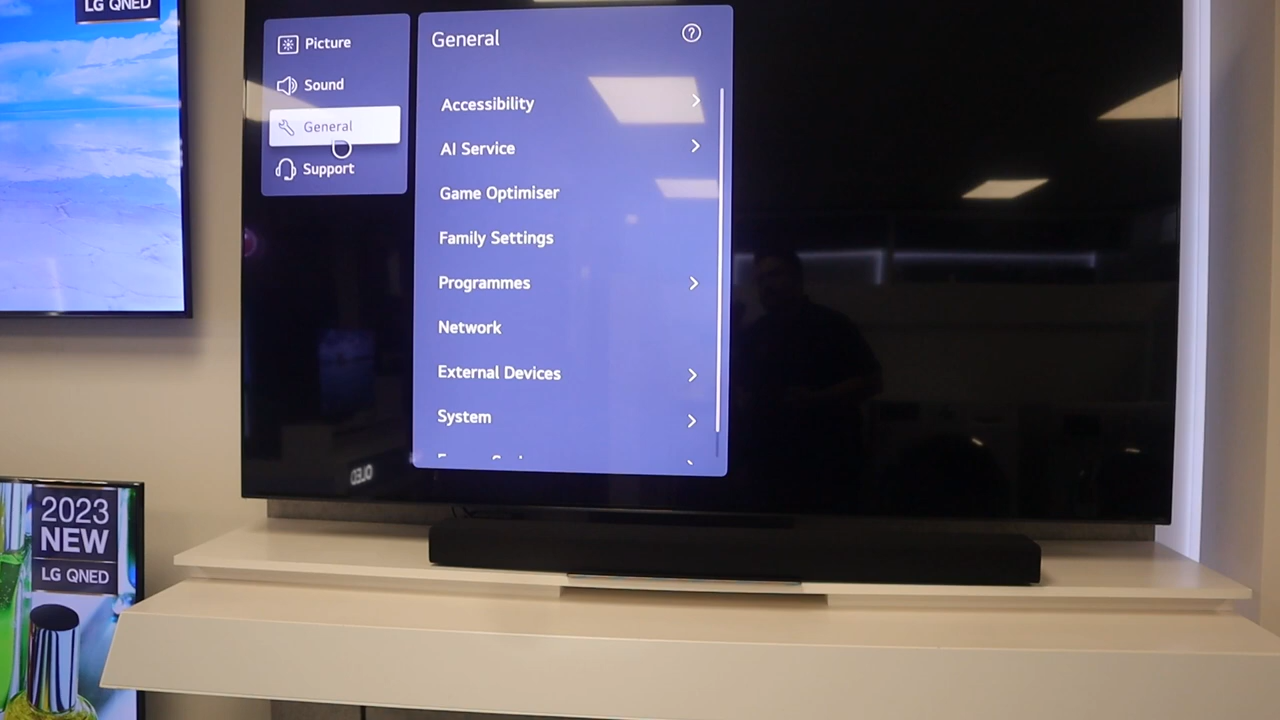 LG QNED
Picture
Sound
General
Support
General
?
Accessibility
AI Service
Game Optimiser
Family Settings
Programmes
Network
External Devices
System
OLED
2023
NEW
LG QNED